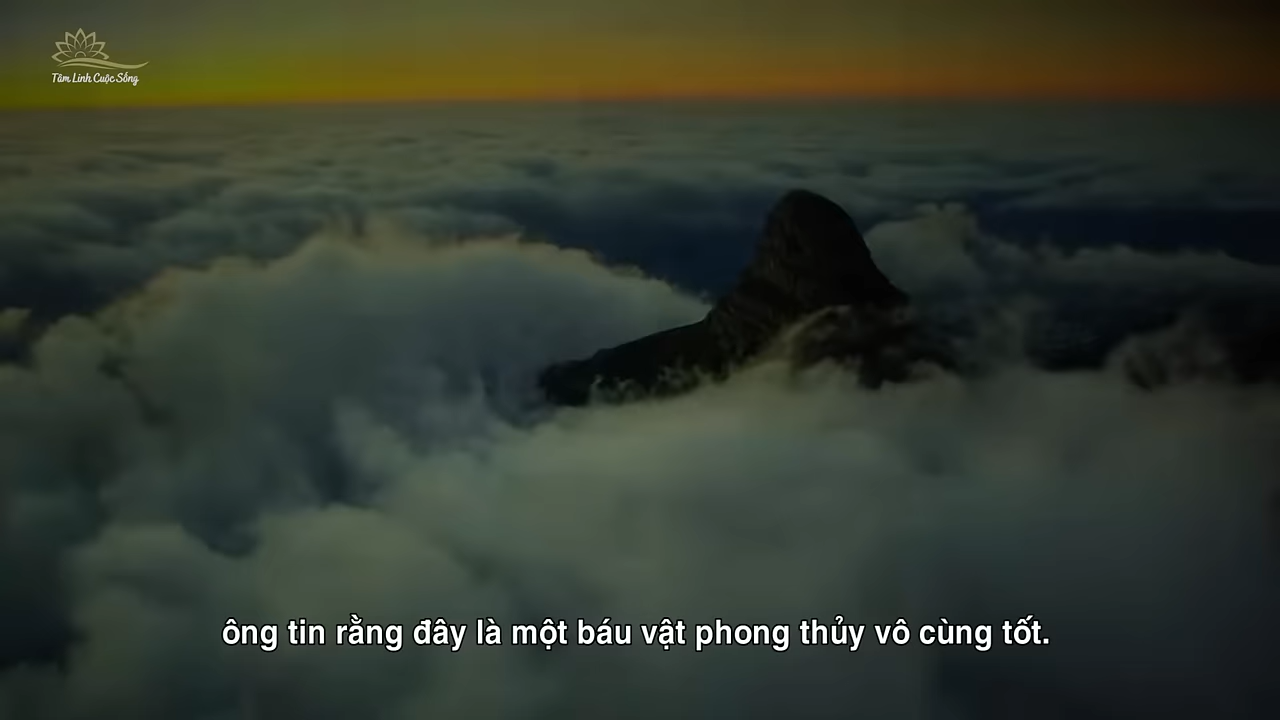 Tâm Linh Cuộc Sống
ông tin rằng đây là một báu vật phong thủy vô cùng tốt.